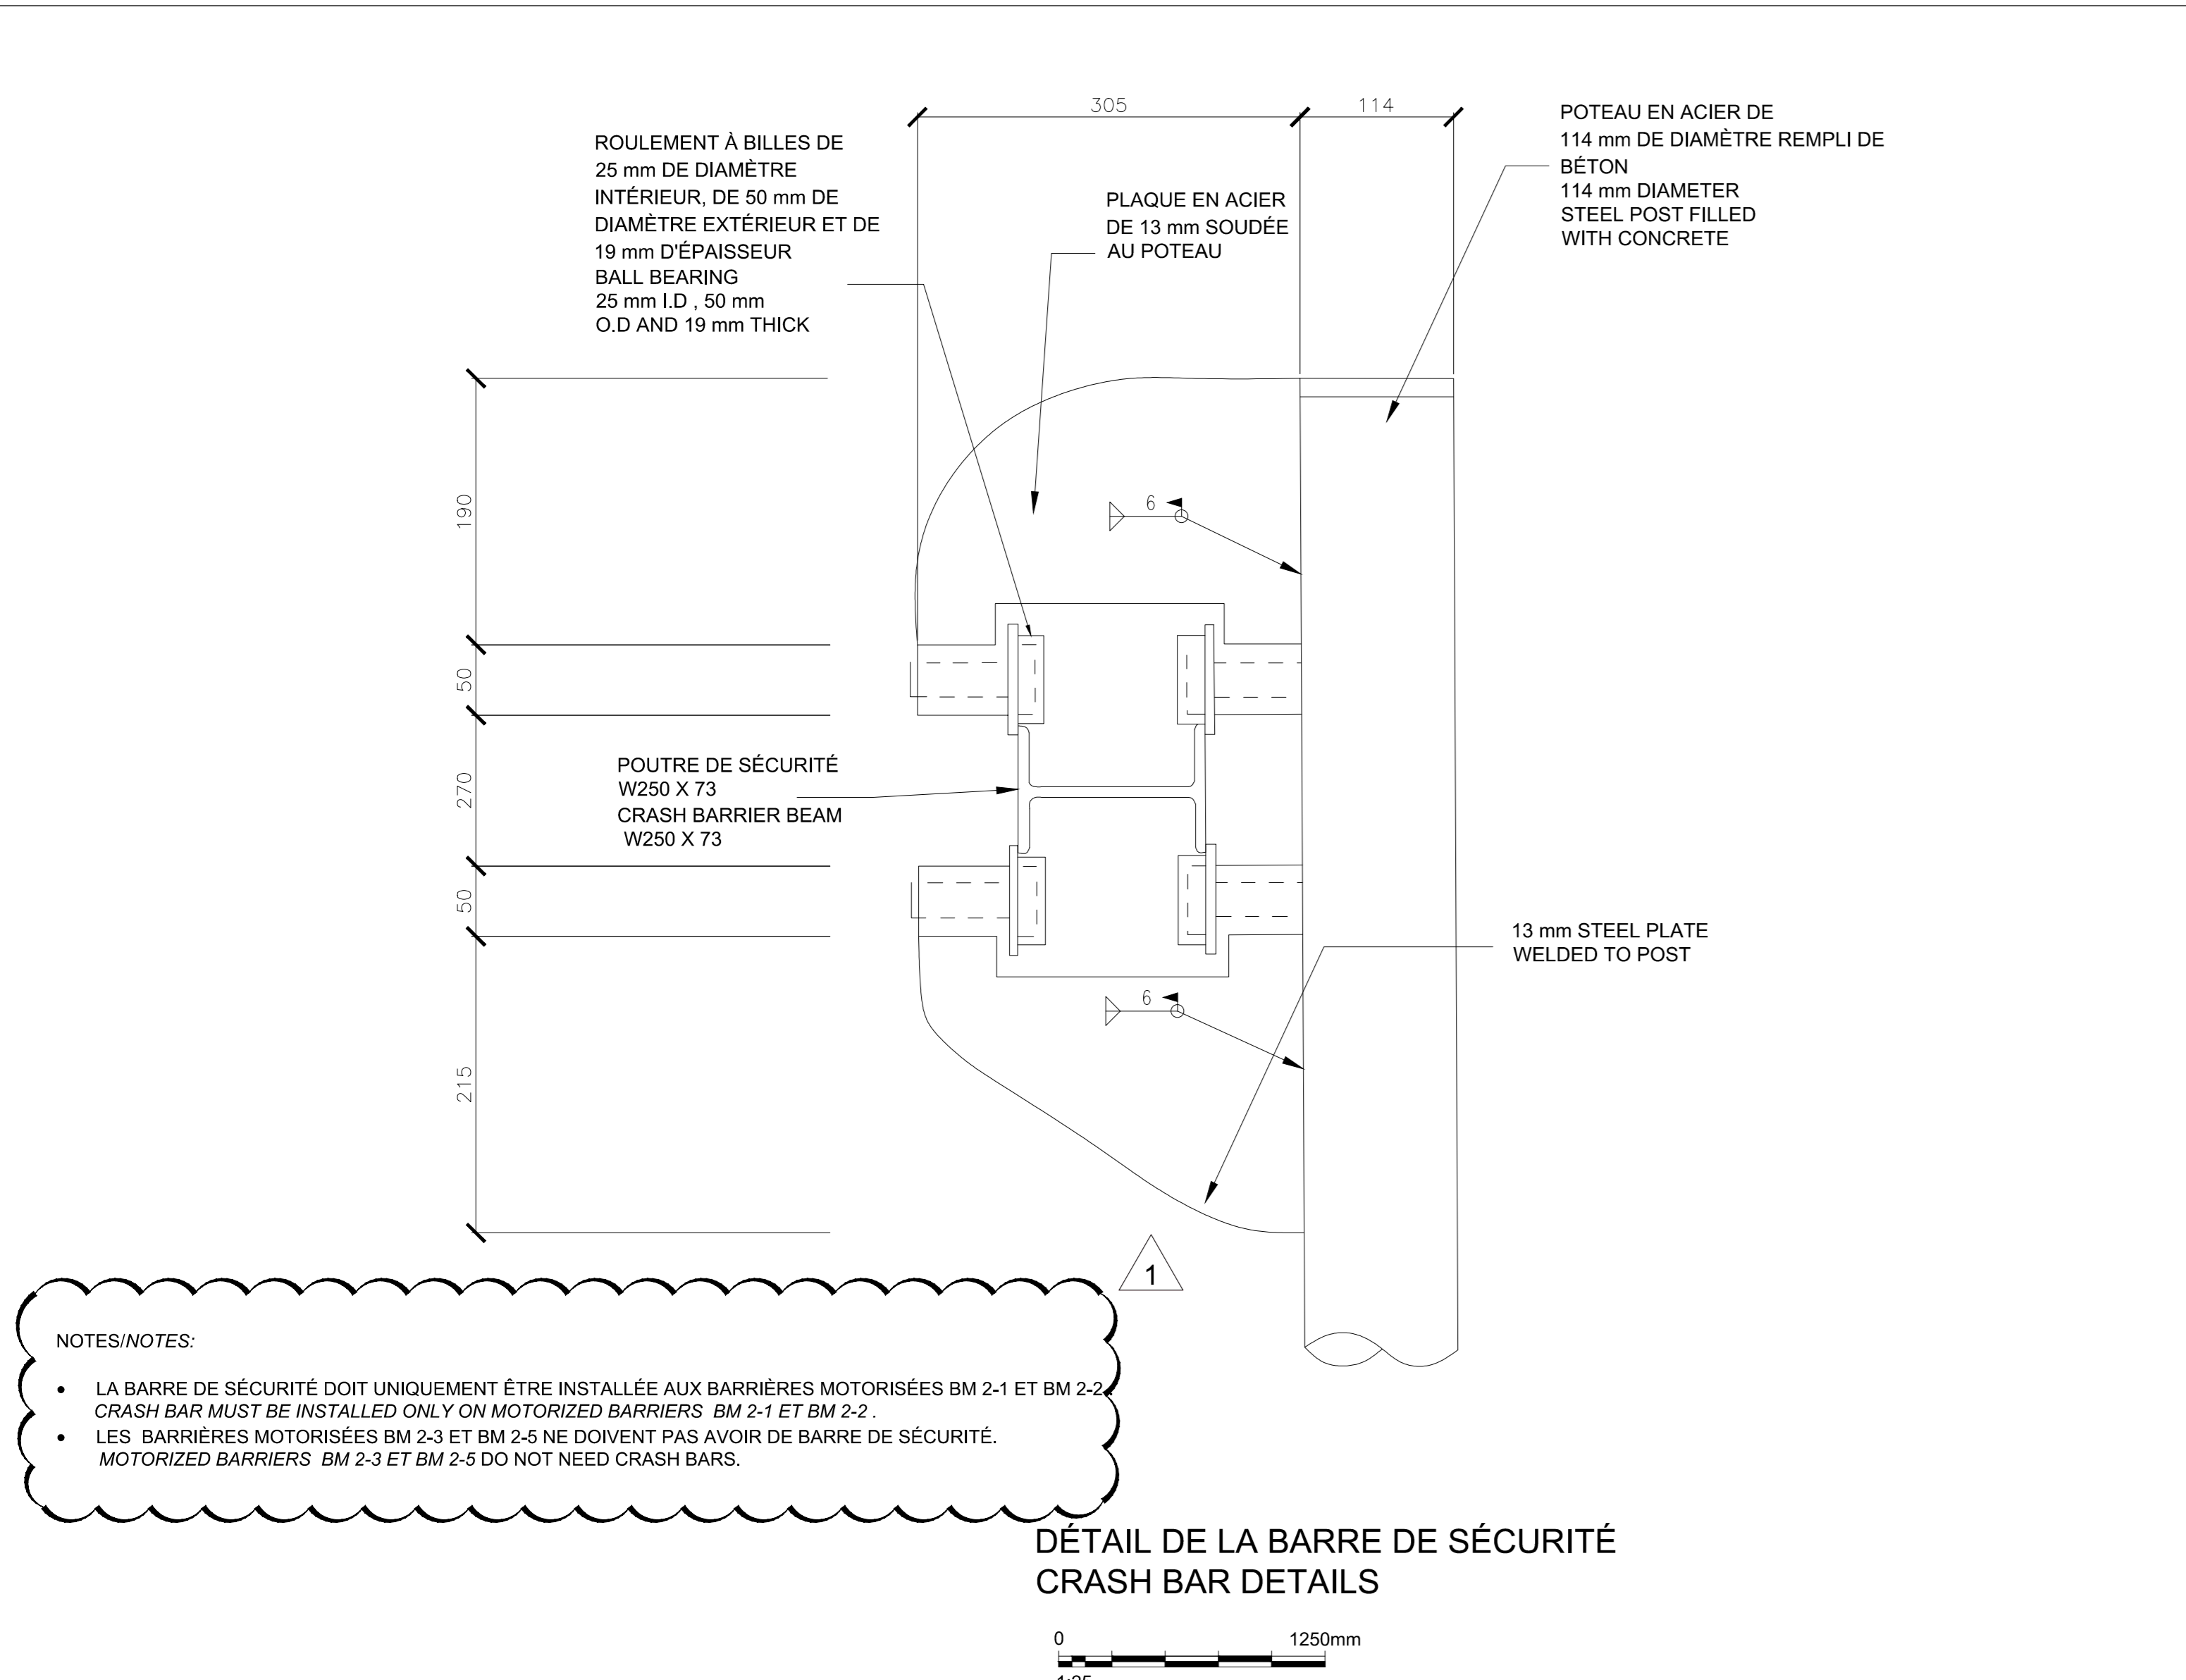 305
114
ROULEMENT À BILLES DE
25 mm DE DIAMÈTRE
INTÉRIEUR, DE 50 mm DE
DIAMÈTRE EXTÉRIEUR ET DE
19 mm D'ÉPAISSEUR
BALL BEARING
25 mm I.D , 50 mm
O.D AND 19 mm THICK
PLAQUE EN ACIER
DE 13 mm SOUDÉE
AU POTEAU
POTEAU EN ACIER DE
114 mm DE DIAMÈTRE REMPLI DE
BÉTON
114 mm DIAMETER
STEEL POST FILLED
WITH CONCRETE
190
50
270
50
215
6
POUTRE DE SÉCURITÉ
W250 X 73
CRASH BARRIER BEAM
W250 X 73
13 mm STEEL PLATE
WELDED TO POST
6
1
NOTES/NOTES:
• LA BARRE DE SÉCURITÉ DOIT UNIQUEMENT ÊTRE INSTALLÉE AUX BARRIÈRES MOTORISÉES BM 2-1 ET BM 2-2 .
CRASH BAR MUST BE INSTALLED ONLY ON MOTORIZED BARRIERS BM 2-1 ET BM 2-2 .
• LES BARRIÈRES MOTORISÉES BM 2-3 ET BM 2-5 NE DOIVENT PAS AVOIR DE BARRE DE SÉCURITÉ.
MOTORIZED BARRIERS BM 2-3 ET BM 2-5 DO NOT NEED CRASH BARS.
DÉTAIL DE LA BARRE DE SÉCURITÉ
CRASH BAR DETAILS
0 1250mm